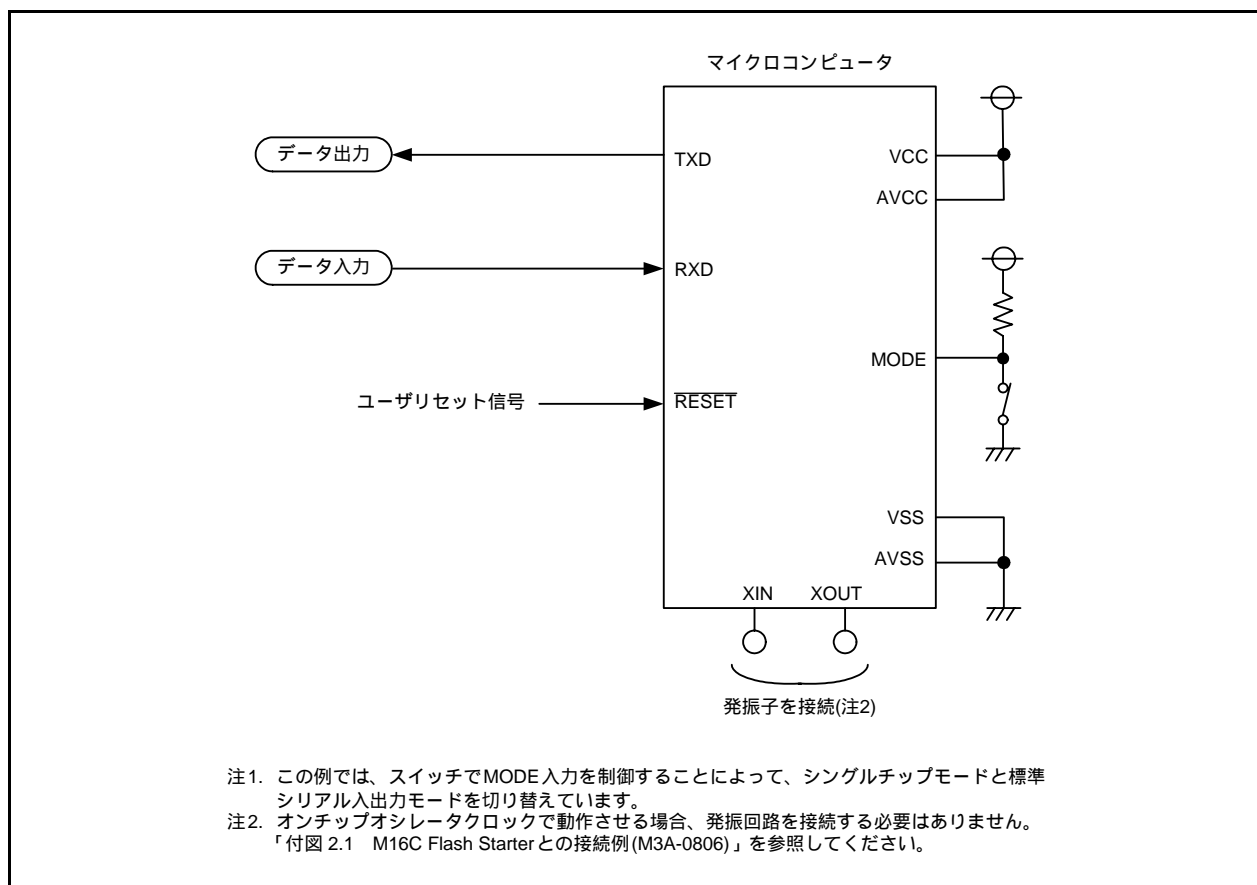 マイクロコンピュータ
データ出力
TXD
VCC
AVCC
データ入力
RXD
MODE
ユーザリセット信号
RESET
VSS
AVSS
XIN
XOUT
発振子を接続(注2)
注1. この例では、スイッチでMODE入力を制御することによって、シングルチップモードと標準
シリアル入出力モードを切り替えています。
注2. オンチップオシレータクロックで動作させる場合、発振回路を接続する必要はありません。
「付図 2.1 M16C Flash Starterとの接続例(M3A-0806)」を参照してください。